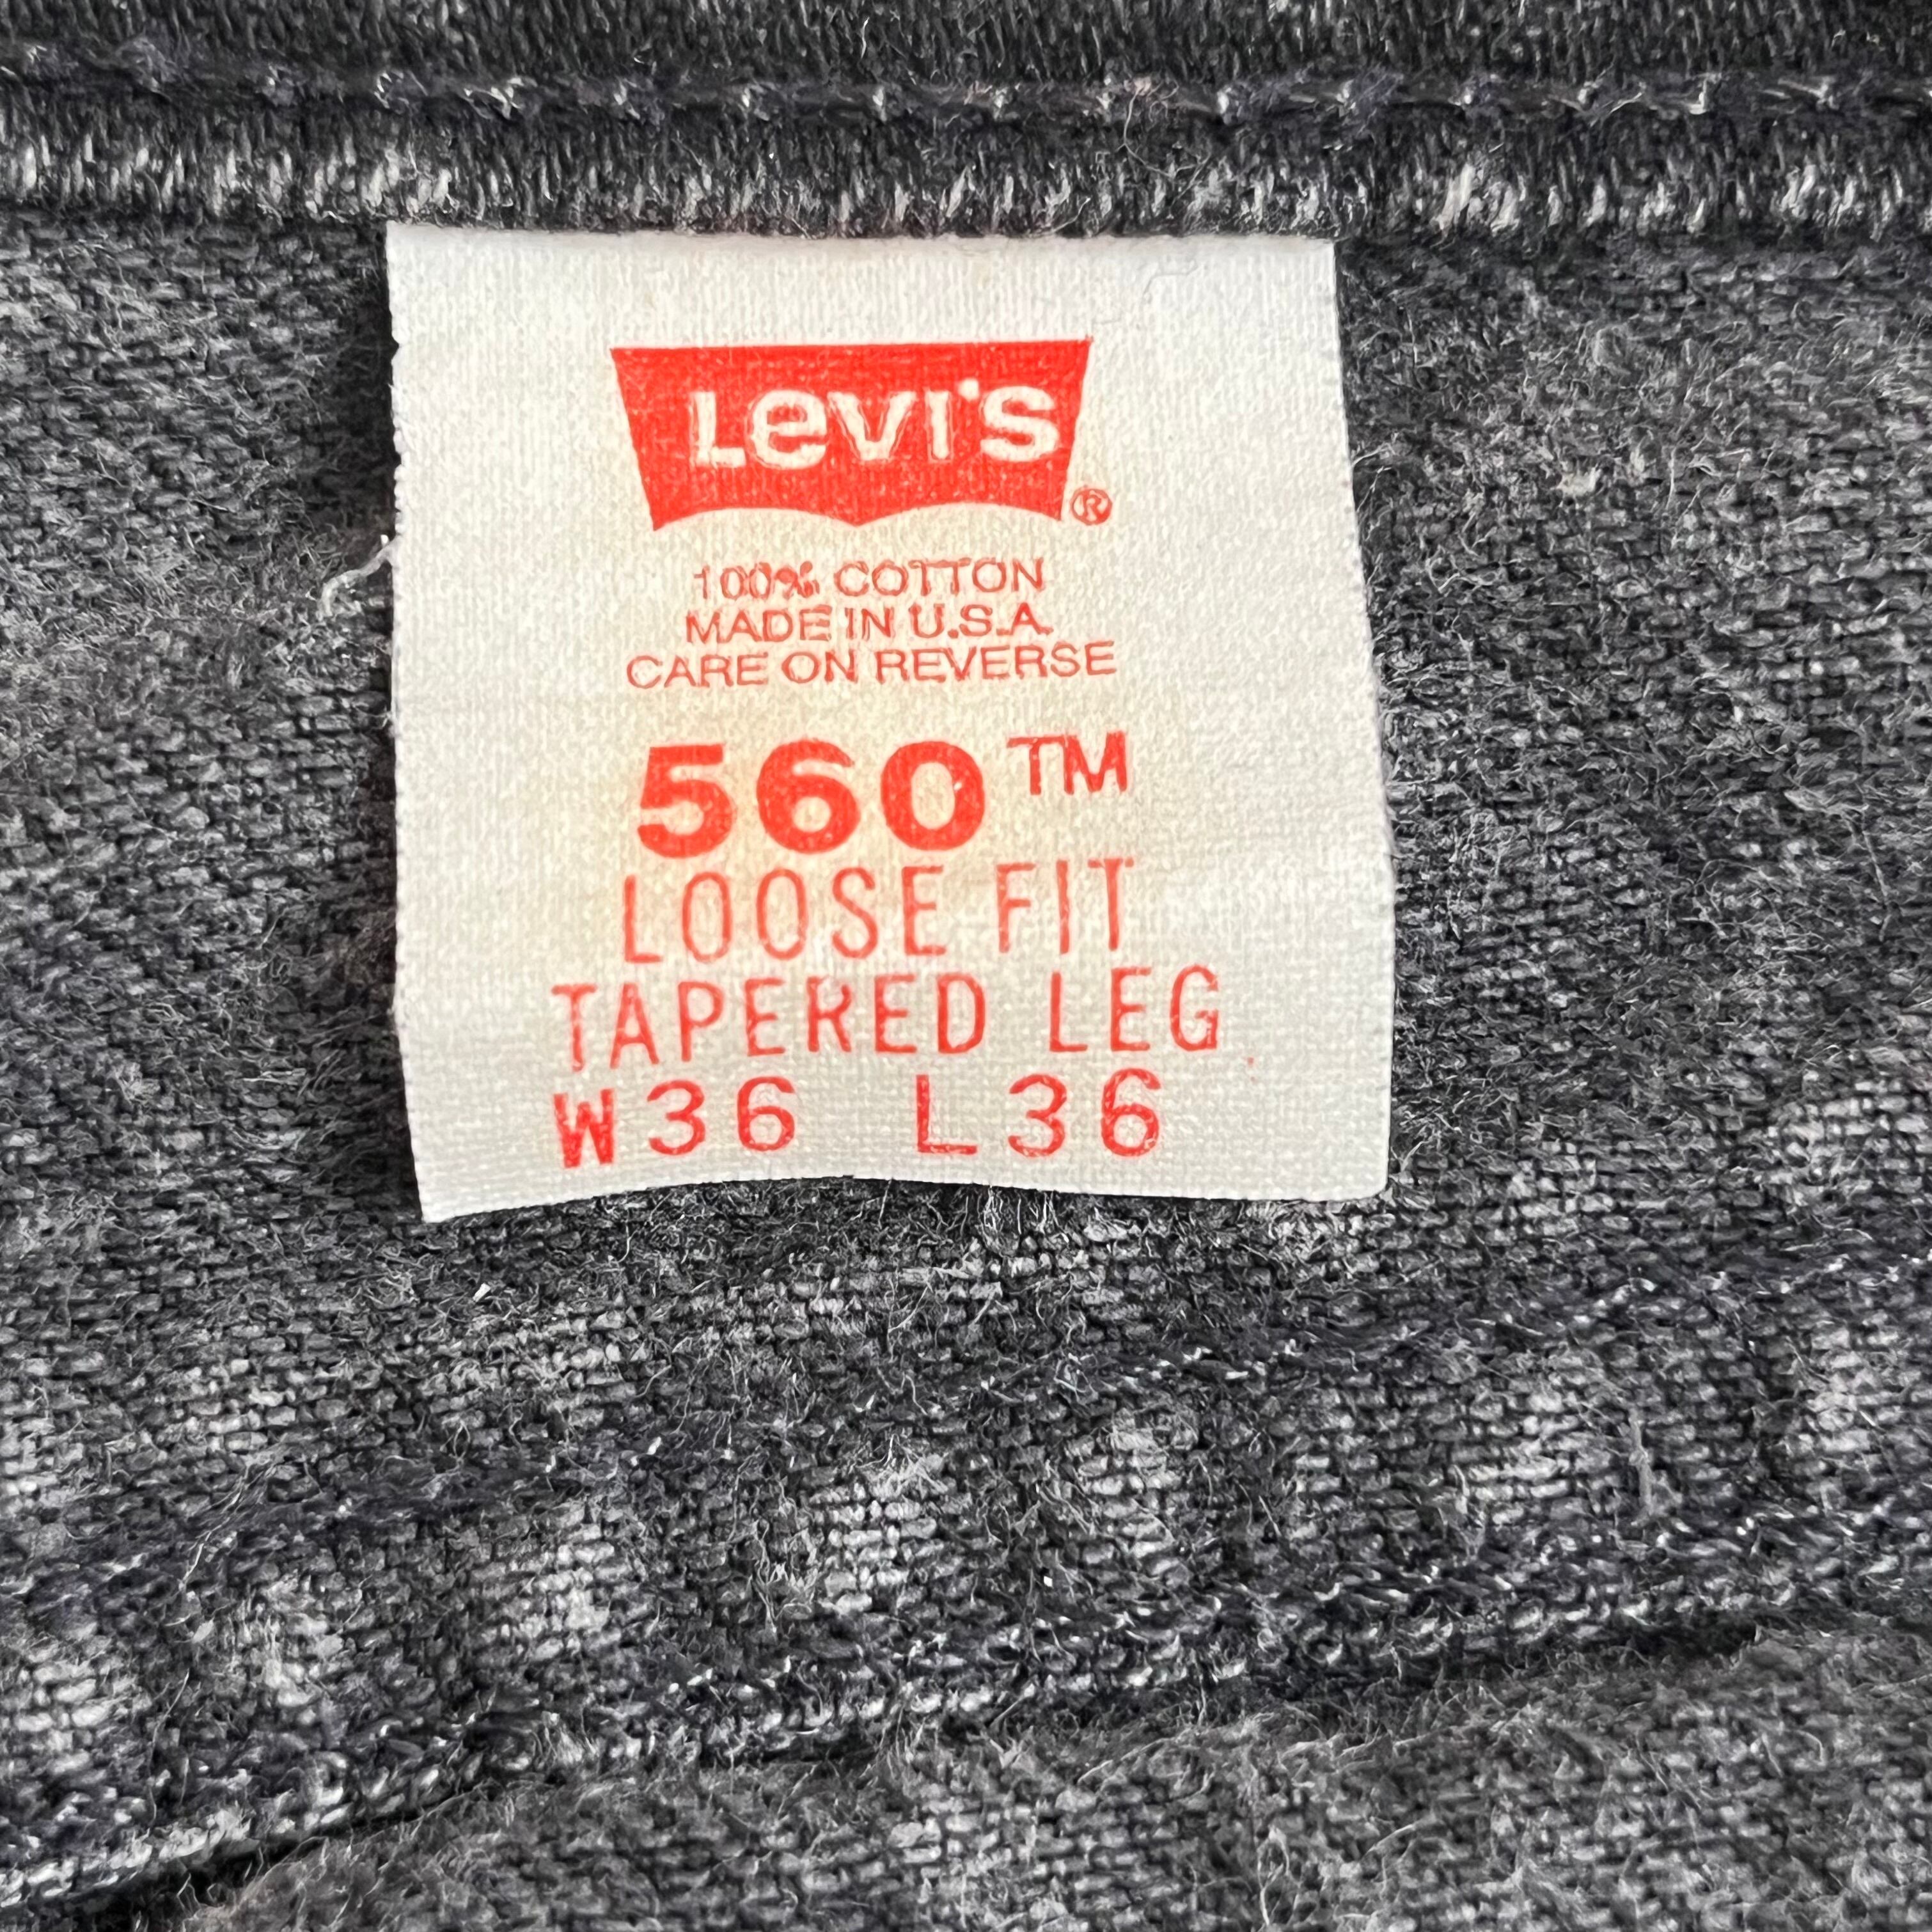 Levi's ®
100% COTTON
MADE IN U.S.A.
CARE ON REVERSE
560™
LOOSE FIT
TAPERED LEG
W36 L36